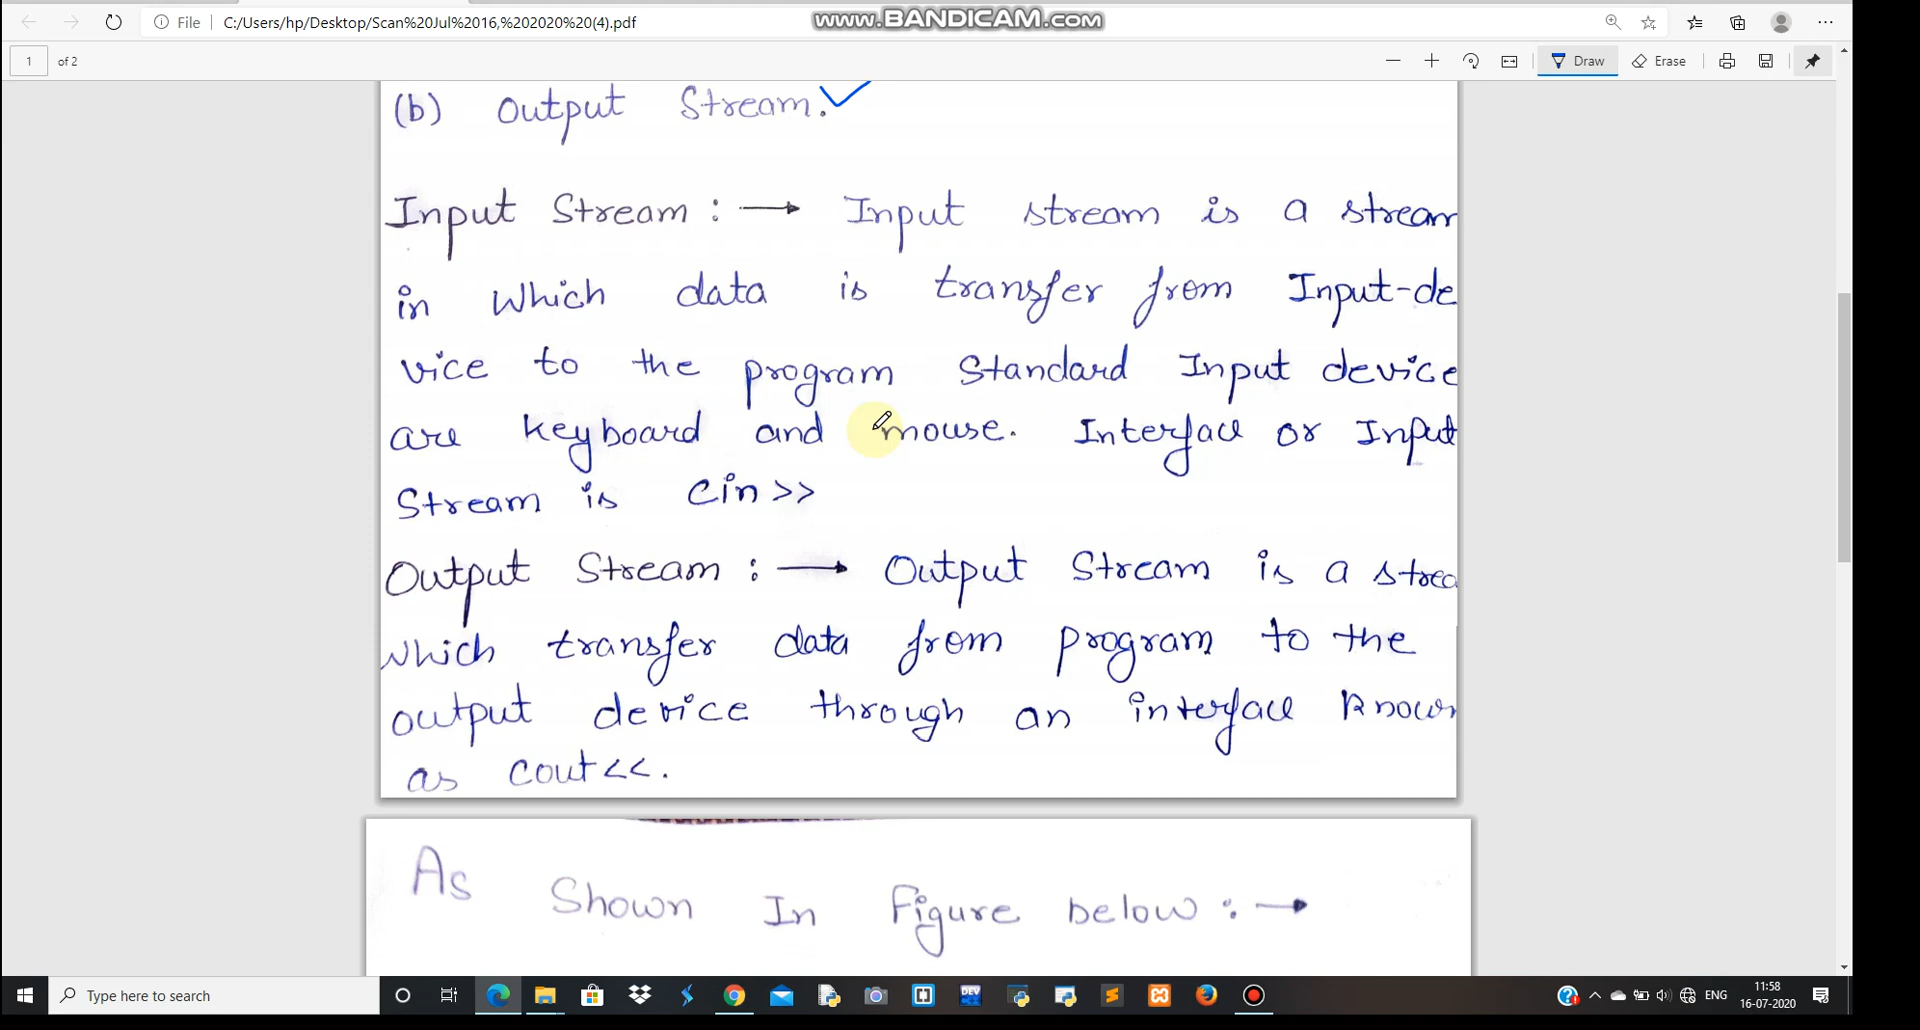 www.BANDICAM.com
File C:/Users/hp/Desktop/Scan%20Jul%2016,%202020%20(4).pdf
1 of 2 Draw Erase
(b) Output Stream.
Input Stream : → Input stream is a stream
in which data is transfer from Input-de
vice to the program Standard Input device
are keyboard and mouse. Interface or Input
Stream is Cin >>
Output Stream : → Output Stream is a strea
which transfer data from program to the
output device through an interface known
as cout <<.
As Shown In Figure below : →
Type here to search
DEV
ENG
11:58
16-07-2020